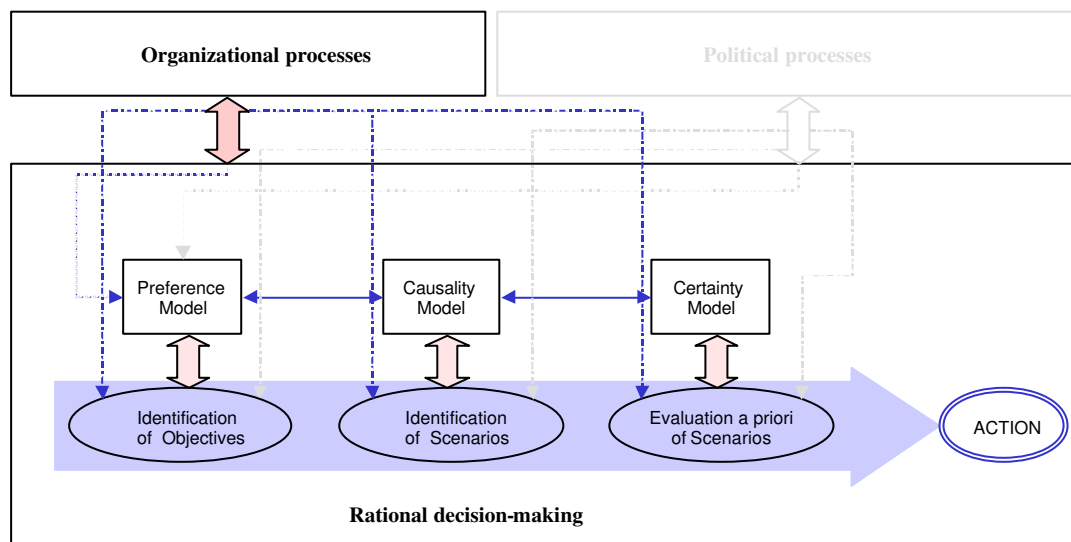 Organizational processes
Political processes
Preference
Model
Causality
Model
Certainty
Model
Identification
of Objectives
Identification
of Scenarios
Evaluation a priori
of Scenarios
ACTION
Rational decision-making